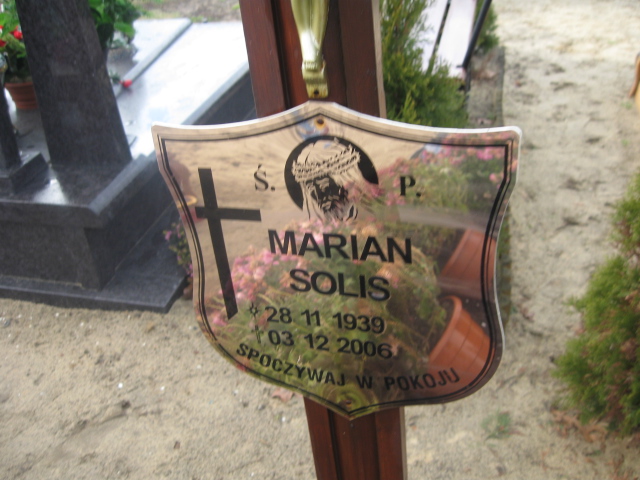 Ś. P.
MARIAN
SOLIS
* 28 11 1939
† 03 12 2006
SPOCZYWAJ W POKOJU